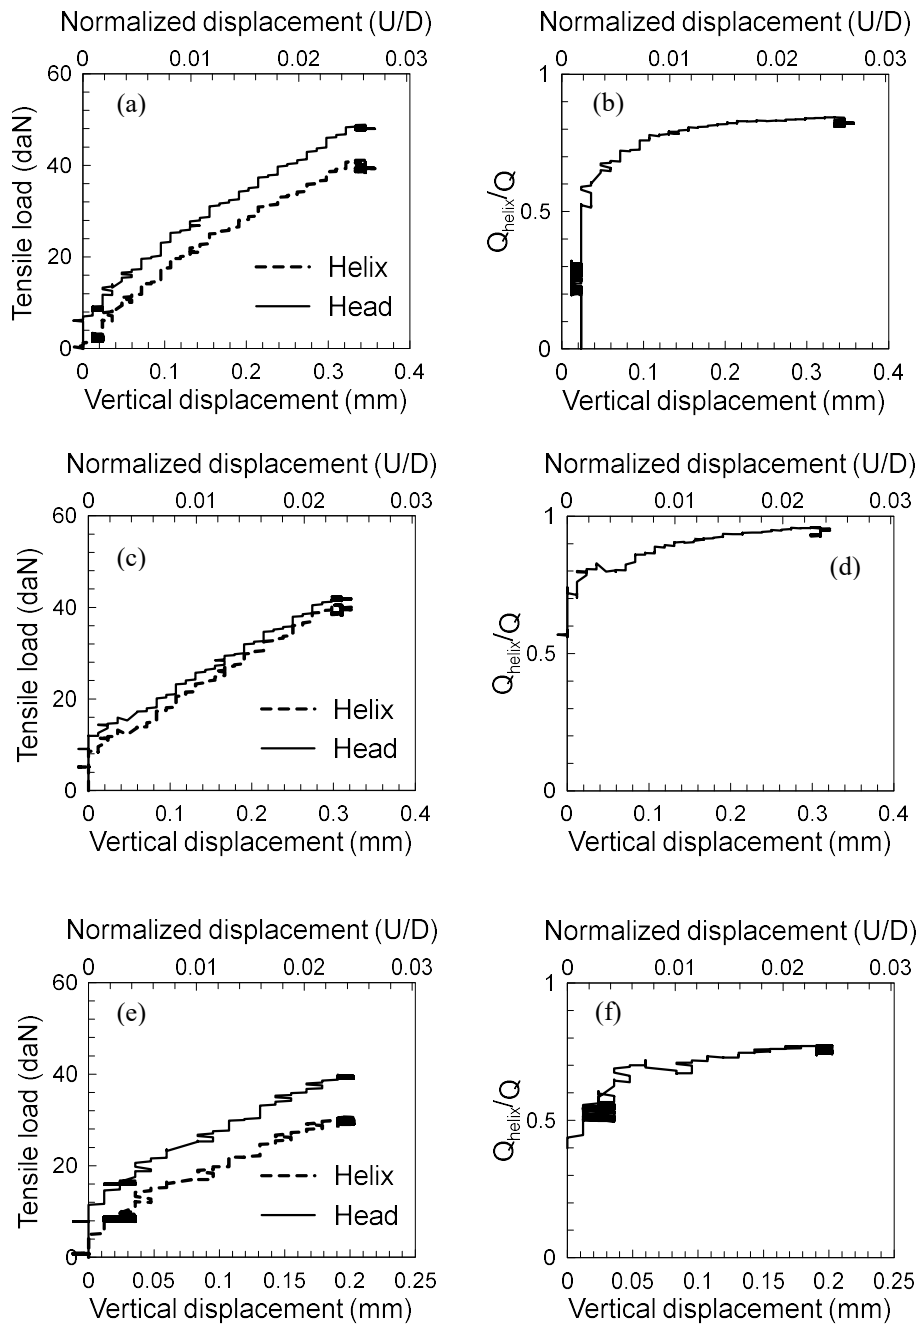 Normalized displacement (U/D)
0 0.01 0.02 0.03
60
40
20
0
Tensile load (daN)
(a)
Helix
Head
0 0.1 0.2 0.3 0.4
Vertical displacement (mm)
Normalized displacement (U/D)
0 0.01 0.02 0.03
1
0.5
0
Qhelix/Q
(b)
0 0.1 0.2 0.3 0.4
Vertical displacement (mm)
Normalized displacement (U/D)
0 0.01 0.02 0.03
60
40
20
0
Tensile load (daN)
(c)
Helix
Head
0 0.1 0.2 0.3 0.4
Vertical displacement (mm)
Normalized displacement (U/D)
0 0.01 0.02 0.03
1
0.5
0
Qhelix/Q
(d)
0 0.1 0.2 0.3 0.4
Vertical displacement (mm)
Normalized displacement (U/D)
0 0.01 0.02 0.03
60
40
20
0
Tensile load (daN)
(e)
Helix
Head
0 0.05 0.1 0.15 0.2 0.25
Vertical displacement (mm)
Normalized displacement (U/D)
0 0.01 0.02 0.03
1
0.5
0
Qhelix/Q
(f)
0 0.05 0.1 0.15 0.2 0.25
Vertical displacement (mm)